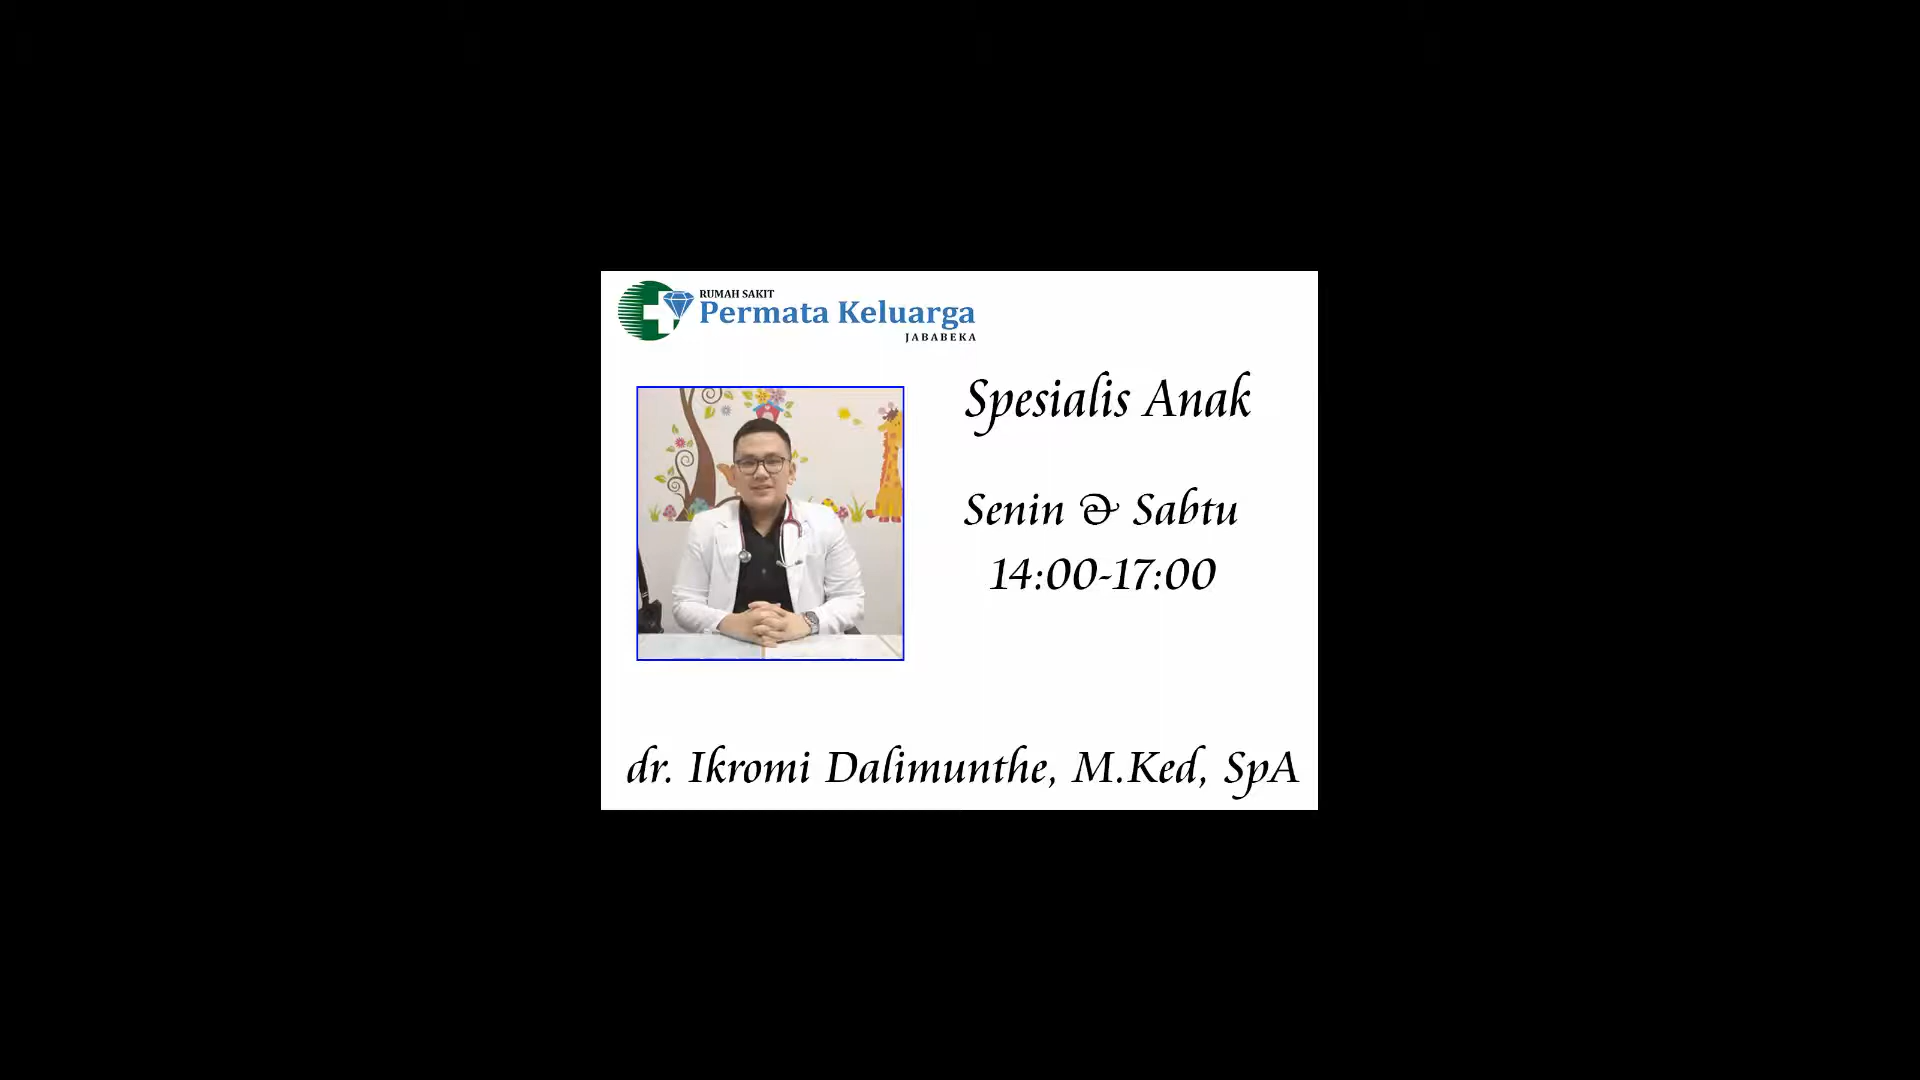 RUMAH SAKIT
Permata Keluarga
JABABEKA
Spesialis Anak
Senin & Sabtu
14:00-17:00
dr. Ikromi Dalimunthe, M.Ked, SpA